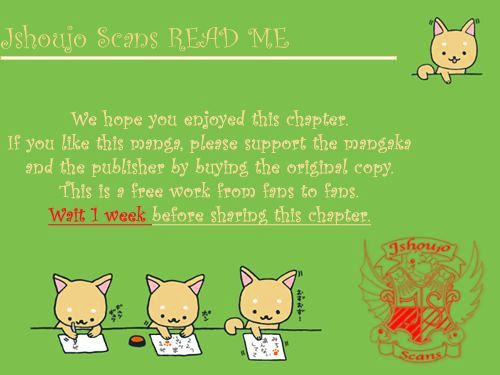 Jshoujo Scans READ ME
We hope you enjoyed this chapter.
If you like this manga, please support the mangaka
and the publisher by buying the original copy.
This is a free work from fans to fans.
Wait 1 week before sharing this chapter.
Jshoujo
Scans